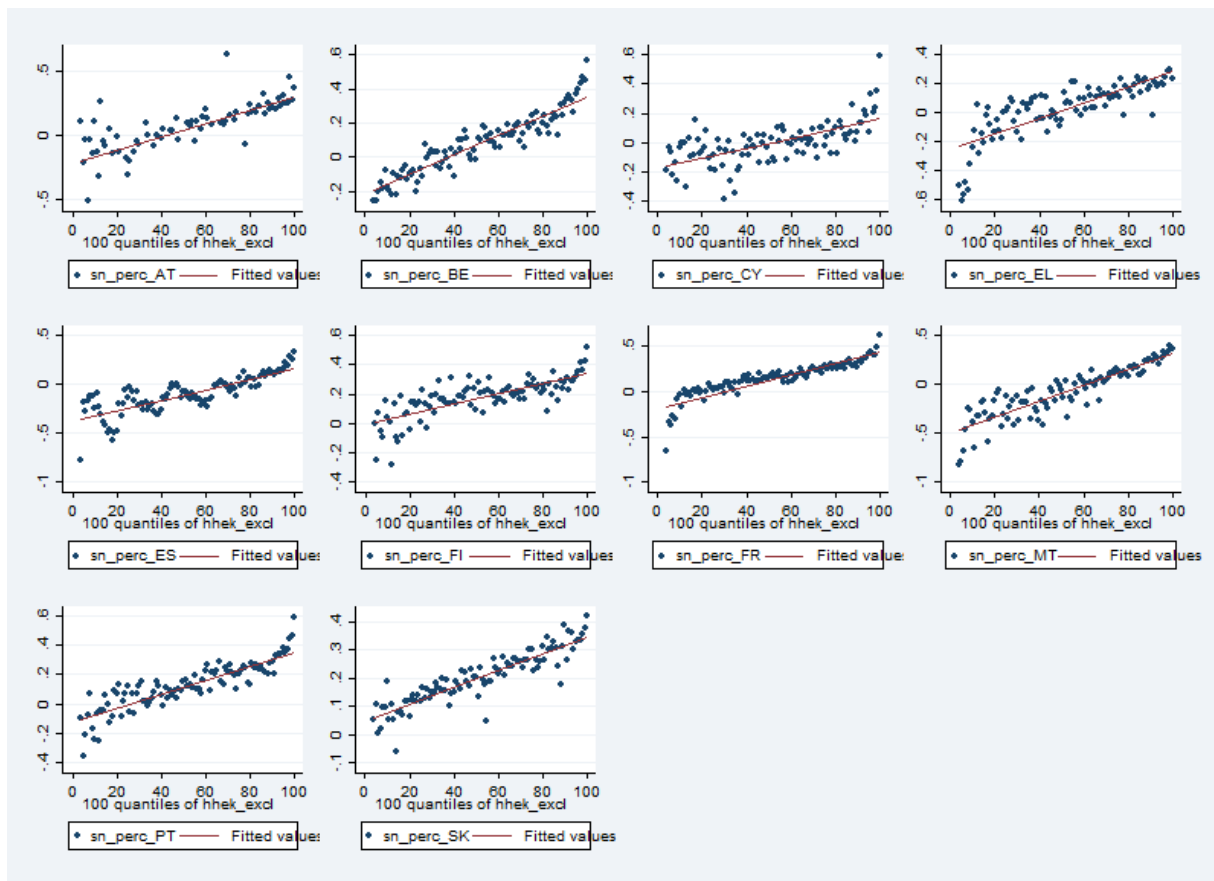 .5
0
-.5
0 20 40 60 80 100
100 quantiles of hhek_excl
sn_perc_AT Fitted values
.6
.4
.2
0
-.2
0 20 40 60 80 100
100 quantiles of hhek_excl
sn_perc_BE Fitted values
.6
.4
.2
0
-.2
-.4
0 20 40 60 80 100
100 quantiles of hhek_excl
sn_perc_CY Fitted values
.4
.2
0
-.2
-.4
-.6
0 20 40 60 80 100
100 quantiles of hhek_excl
sn_perc_EL Fitted values
.5
0
-.5
-1
0 20 40 60 80 100
100 quantiles of hhek_excl
sn_perc_ES Fitted values
.6
.4
.2
0
-.2
-.4
0 20 40 60 80 100
100 quantiles of hhek_excl
sn_perc_FI Fitted values
.5
0
-.5
-1
0 20 40 60 80 100
100 quantiles of hhek_excl
sn_perc_FR Fitted values
.5
0
-.5
-1
0 20 40 60 80 100
100 quantiles of hhek_excl
sn_perc_MT Fitted values
.6
.4
.2
0
-.2
-.4
0 20 40 60 80 100
100 quantiles of hhek_excl
sn_perc_PT Fitted values
.4
.3
.2
.1
0
-.1
0 20 40 60 80 100
100 quantiles of hhek_excl
sn_perc_SK Fitted values